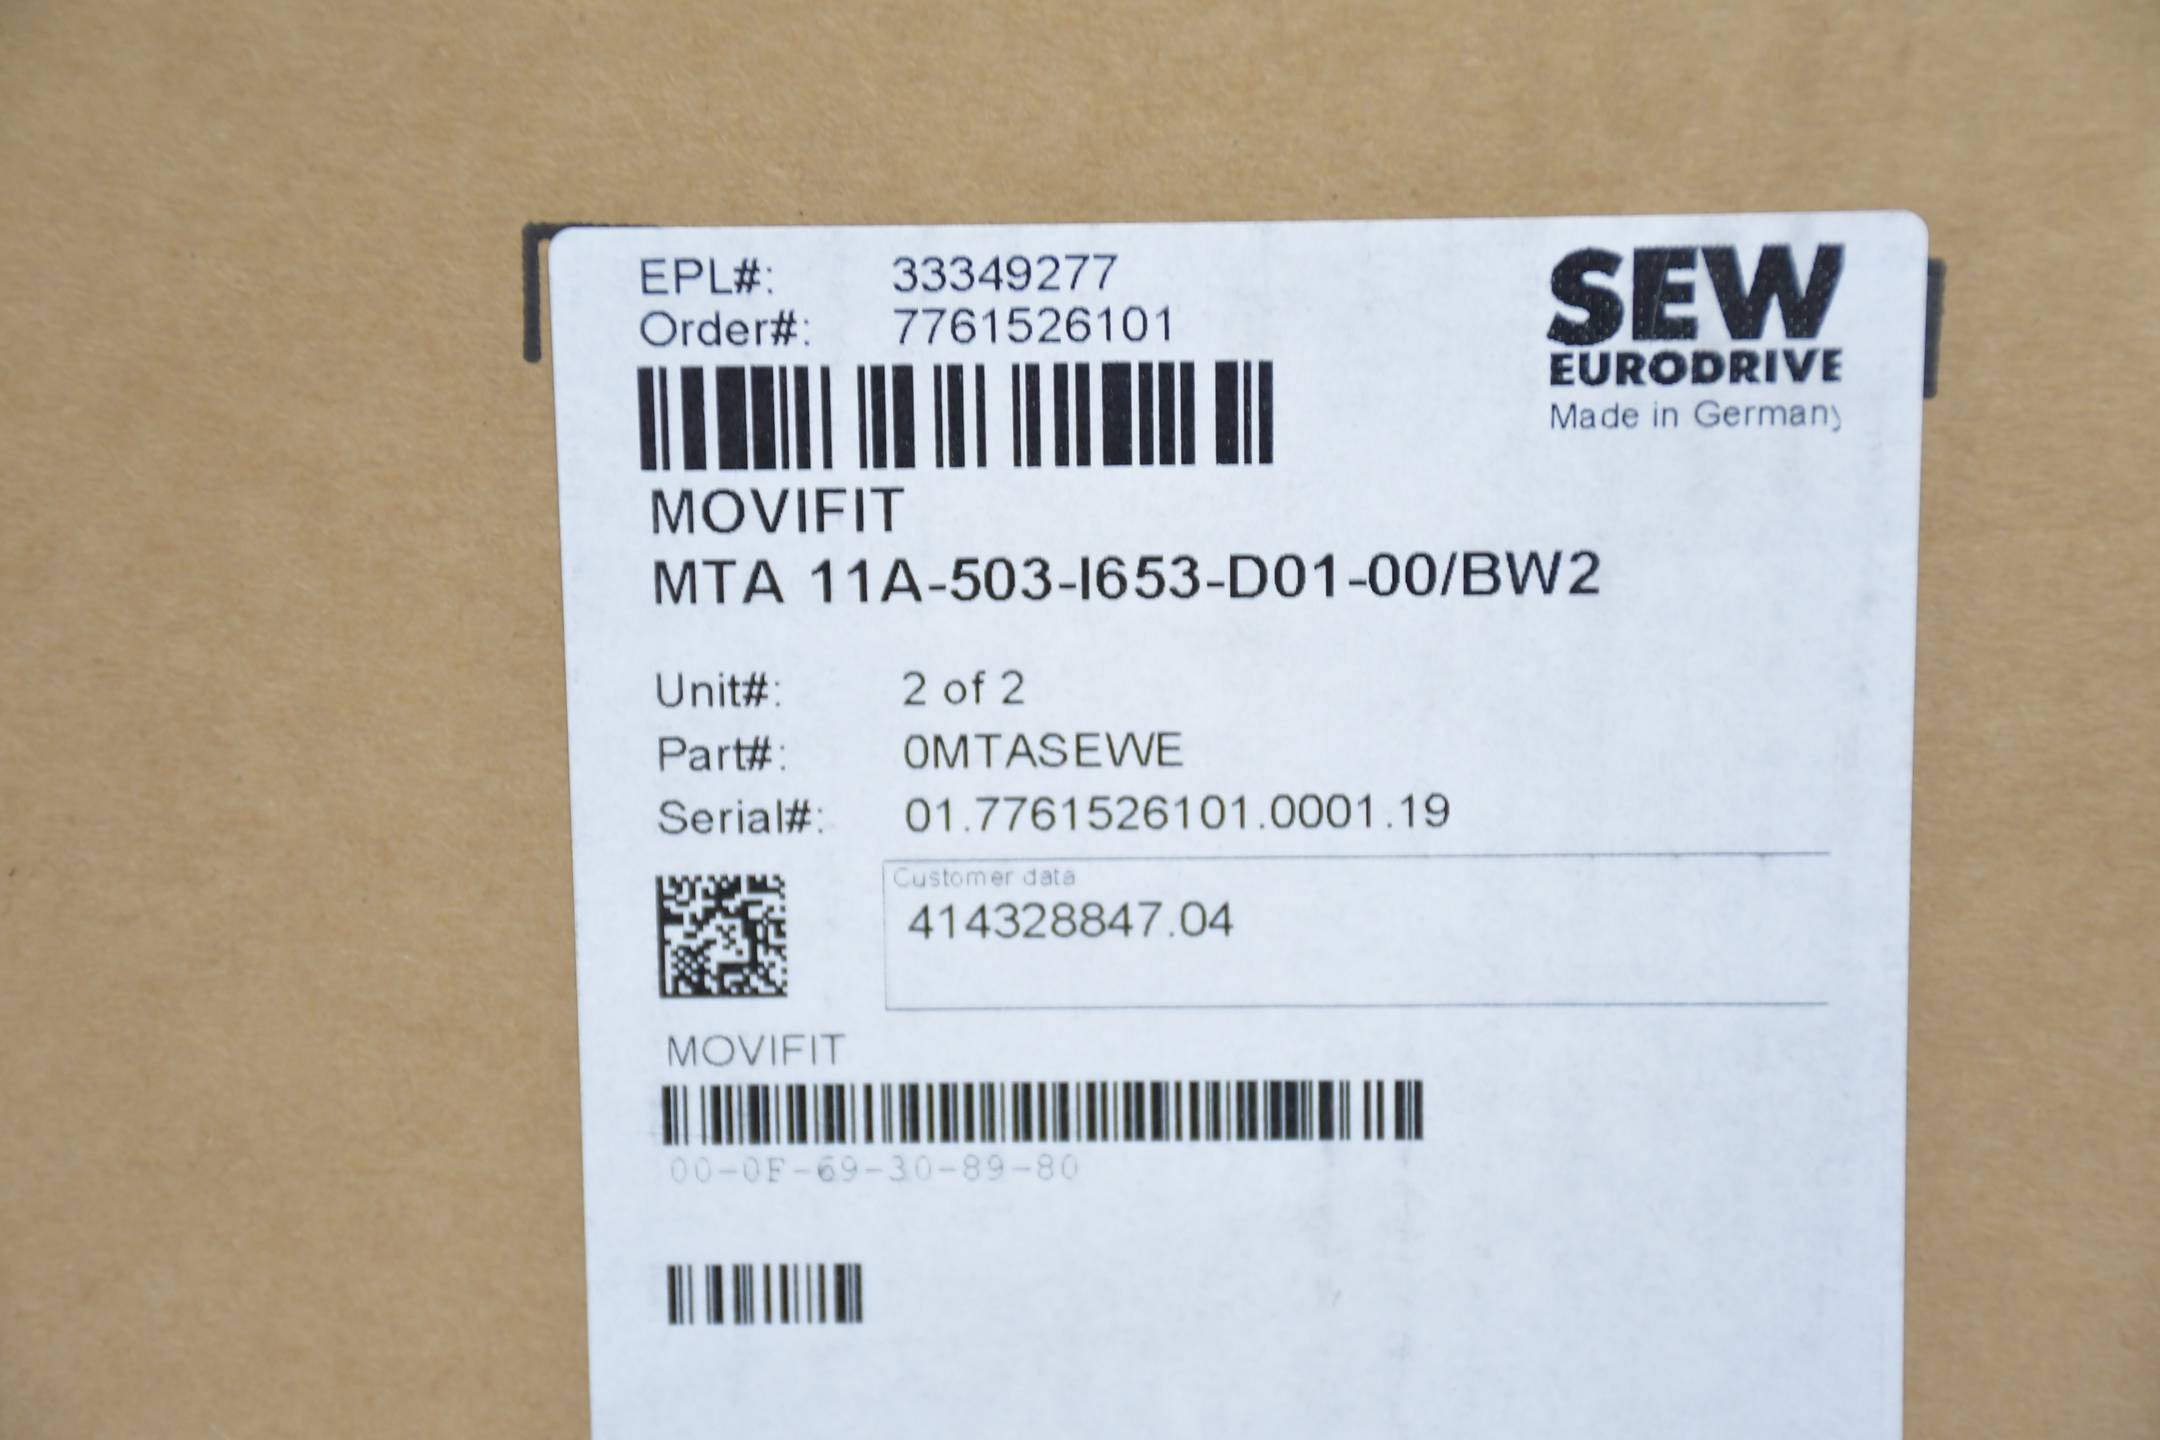 EPL#: 33349277
Order#: 7761526101
SEW
EURODRIVE
Made in Germany
MOVIFIT
MTA 11A-503-I653-D01-00/BW2
Unit#: 2 of 2
Part#: 0MTASEWE
Serial#: 01.7761526101.0001.19
Customer data
414328847.04
MOVIFIT
00-0F-69-30-89-80